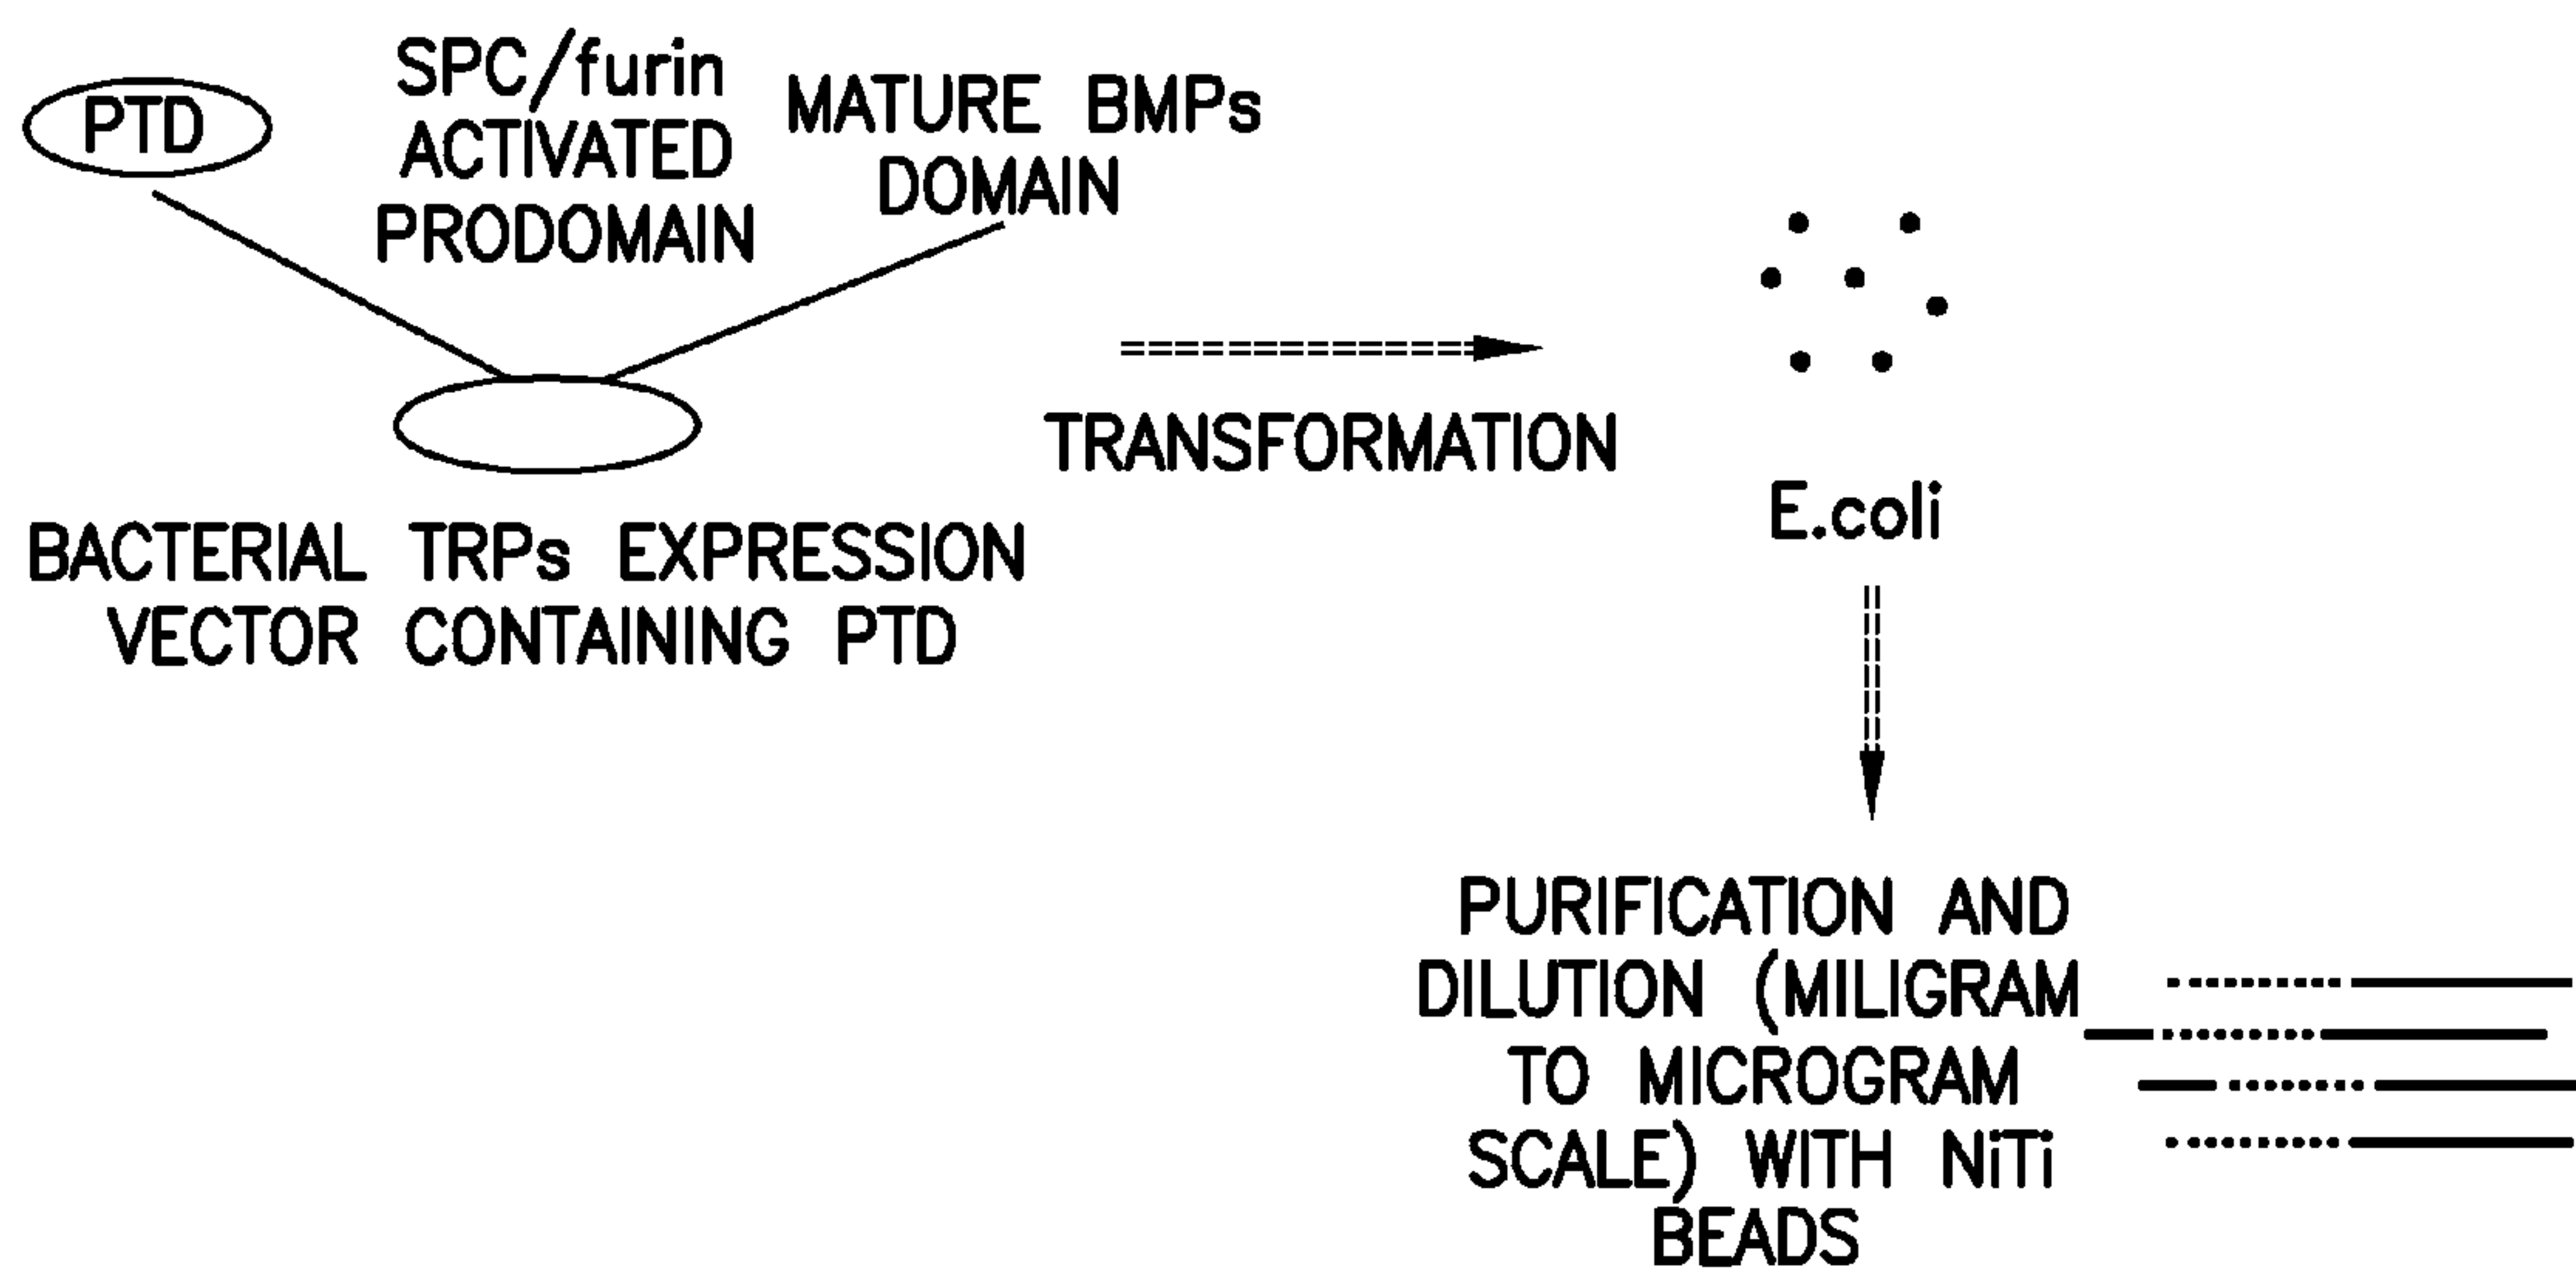 PTD
SPC/furin
ACTIVATED
PRODOMAIN
MATURE BMPs
DOMAIN
BACTERIAL TRPs EXPRESSION
VECTOR CONTAINING PTD
TRANSFORMATION
E.coli
PURIFICATION AND
DILUTION (MILIGRAM
TO MICROGRAM
SCALE) WITH NiTi
BEADS